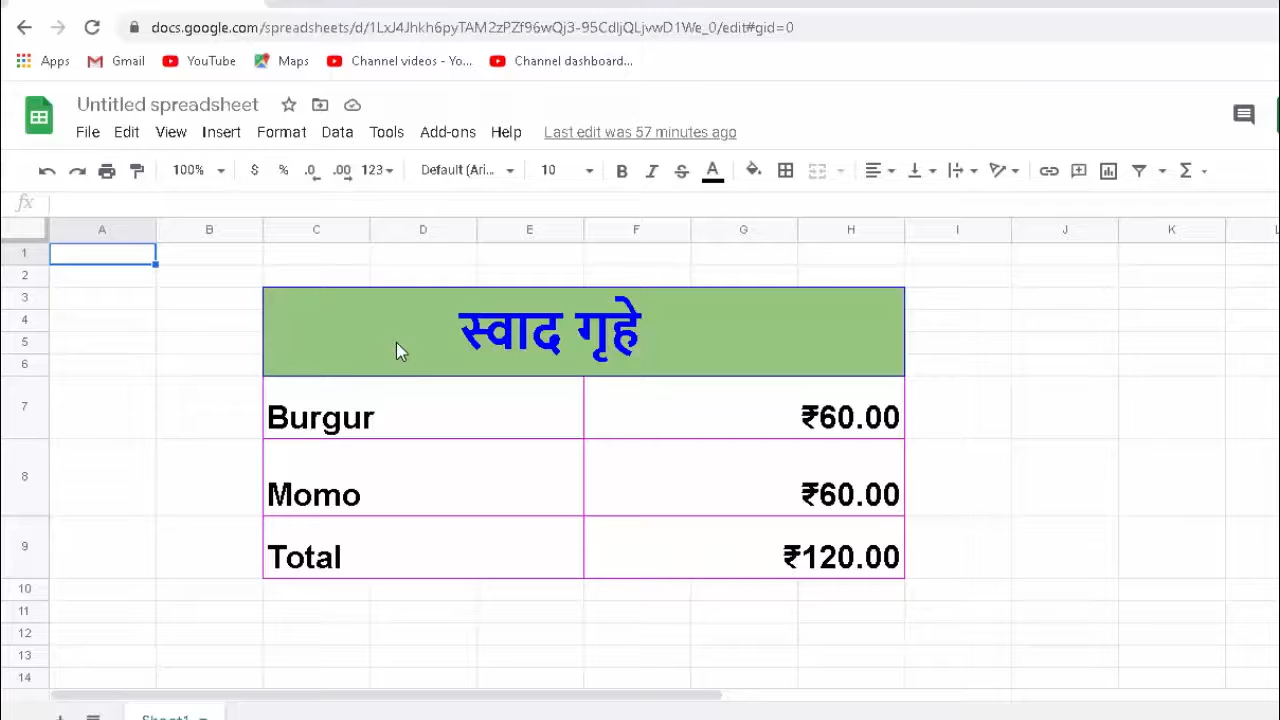 docs.google.com/spreadsheets/d/1LxJ4Jhkh6pyTAM2zPZf96wQj3-95CdIjQLjvwD1We_0/edit#gid=0
Apps Gmail YouTube Maps Channel videos - Yo... Channel dashboard...
Untitled spreadsheet
File Edit View Insert Format Data Tools Add-ons Help Last edit was 57 minutes ago
100% $ % .0 .00 123 Default (Ari... 10 B I S A Σ
fx
A B C D E F G H I J K L
1
2
3
4 स्वाद गृहे
5
6
7 Burgur ₹60.00
8 Momo ₹60.00
9 Total ₹120.00
10
11
12
13
14
Sheet1